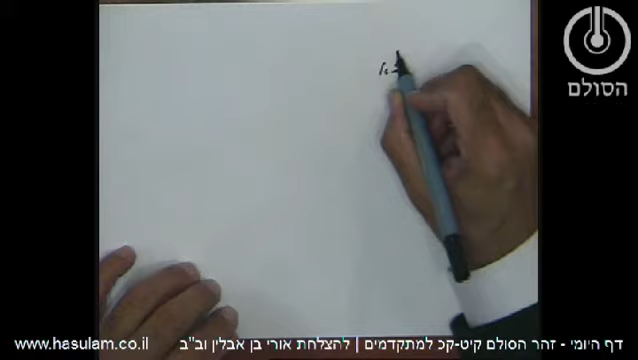 הסולם
דף היומי - זהר הסולם קיט-קכ למתקדמים | להצלחת אורי בן אבלין וב"ב www.hasulam.co.il